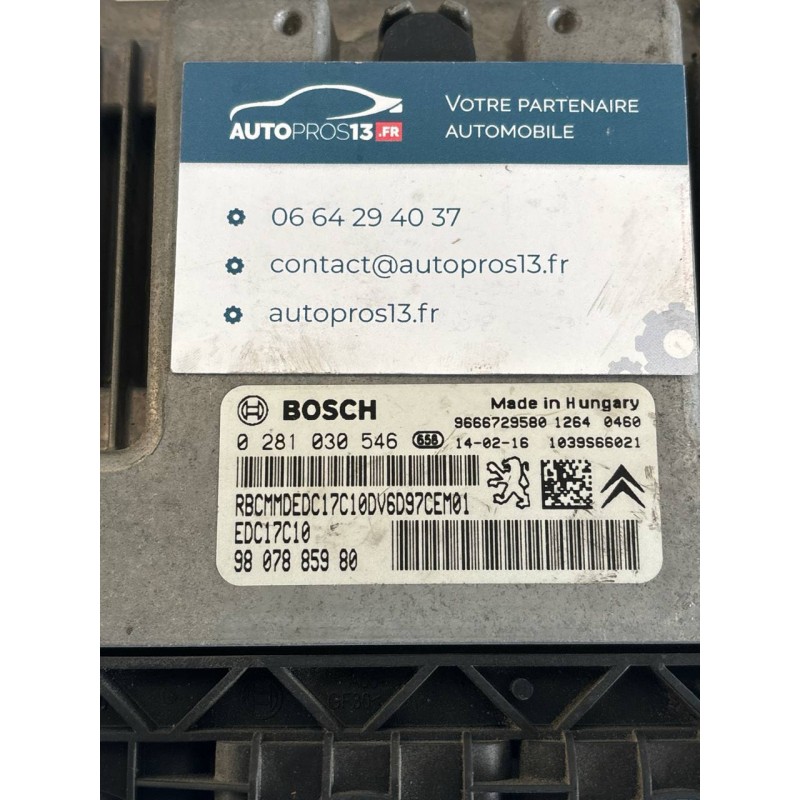 AUTOPROS13.FR
VOTRE PARTENAIRE
AUTOMOBILE
06 64 29 40 37
contact@autopros13.fr
autopros13.fr
BOSCH
Made in Hungary
9666729580 1264 0460
0 281 030 546 656 14-02-16 1039S66021
RBCMMDEDC17C10DV6D97CEM01
EDC17C10
98 078 859 80